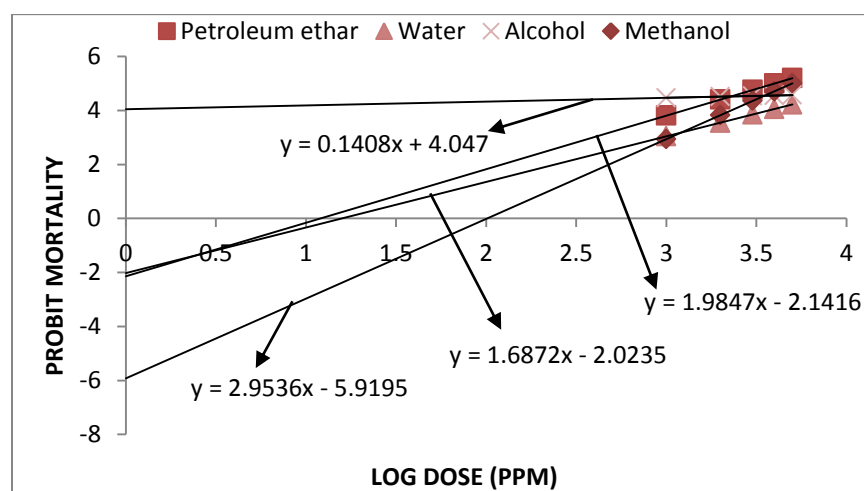 Petroleum ethar Water Alcohol Methanol
6
4
2
0
-2
-4
-6
-8
0 0.5 1 1.5 2 2.5 3 3.5 4
y = 0.1408x + 4.047
y = 1.9847x - 2.1416
y = 1.6872x - 2.0235
y = 2.9536x - 5.9195
PROBIT MORTALITY
LOG DOSE (PPM)